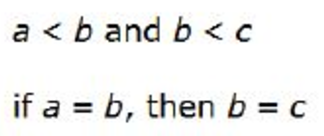 a < b and b < c
if a = b, then b = c